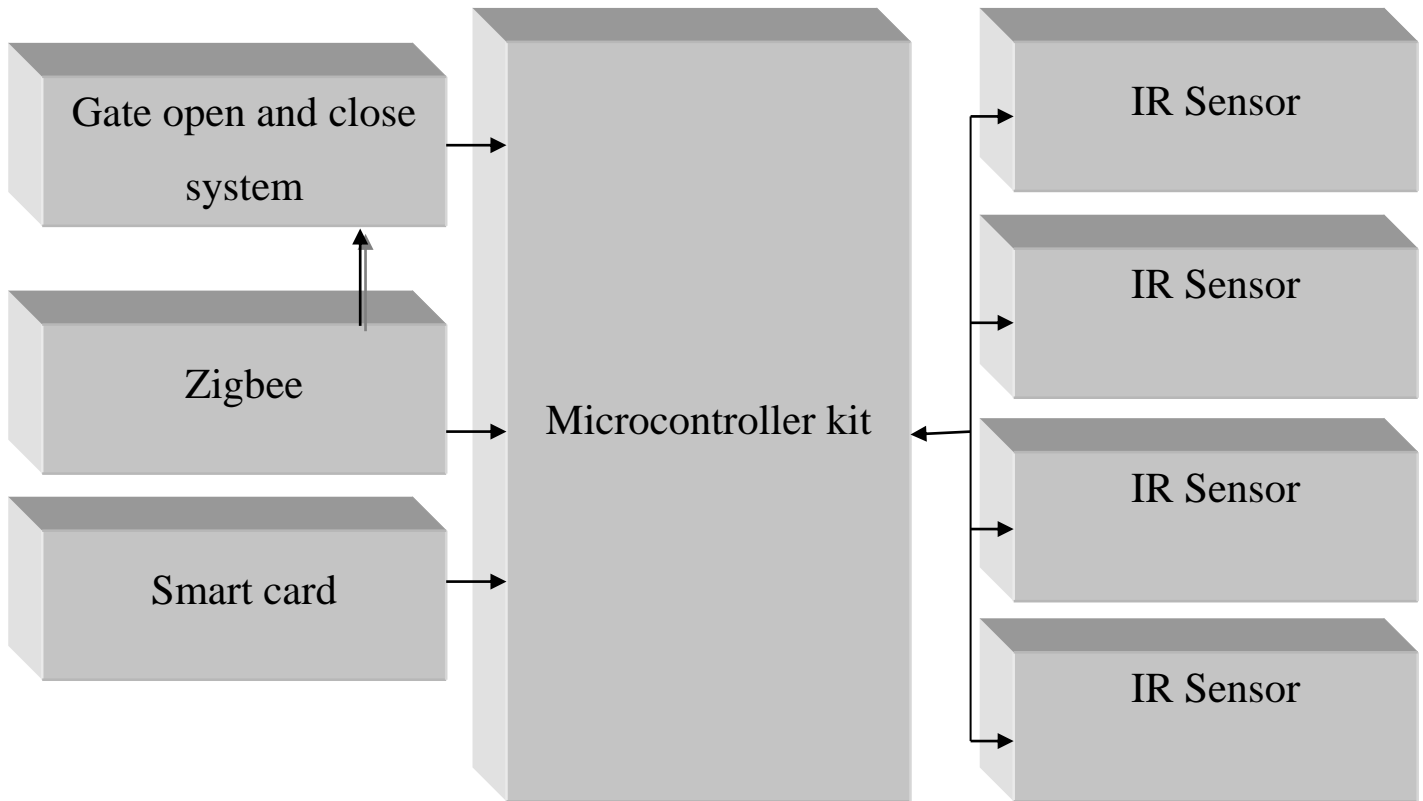 Gate open and close
system
Zigbee
Smart card
Microcontroller kit
IR Sensor
IR Sensor
IR Sensor
IR Sensor